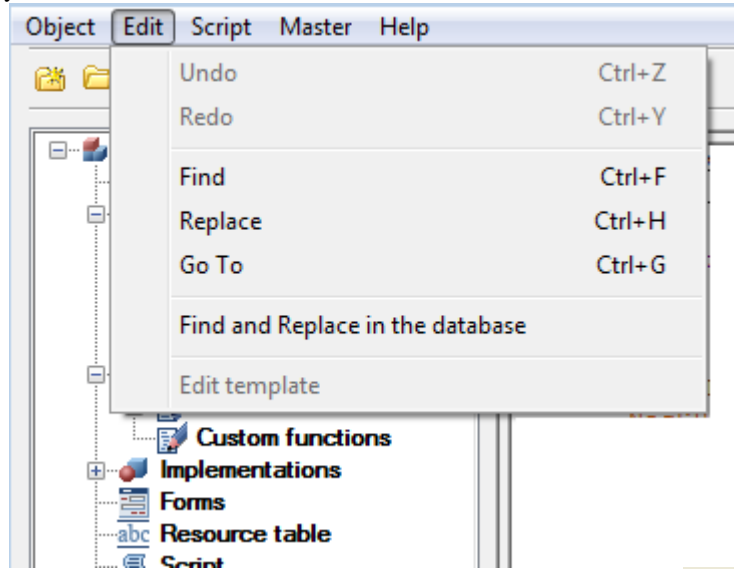 Object Edit Script Master Help
Undo Ctrl+Z
Redo Ctrl+Y
Find Ctrl+F
Replace Ctrl+H
Go To Ctrl+G
Find and Replace in the database
Edit template
Custom functions
Implementations
Forms
abc Resource table
Script